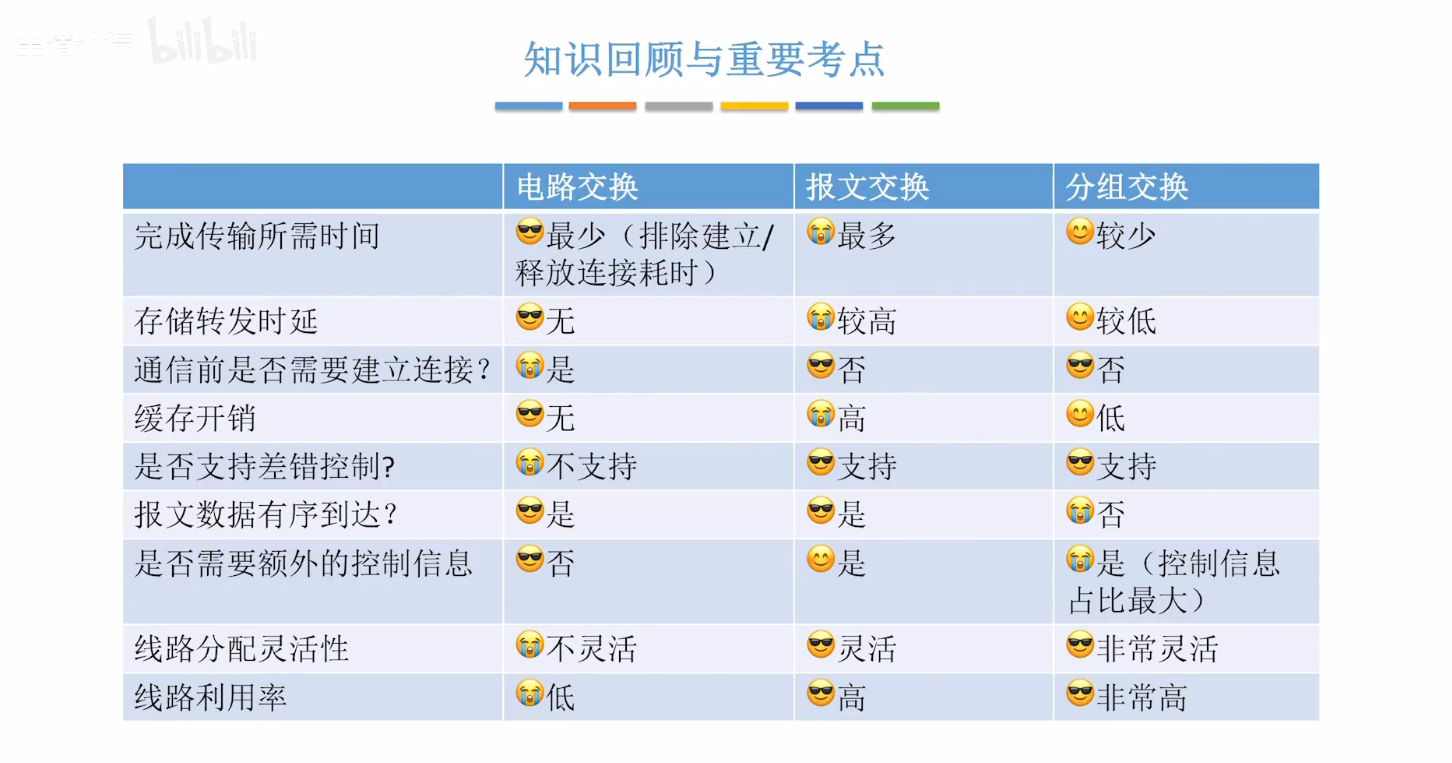 bilibili
知识回顾与重要考点
电路交换 报文交换 分组交换
完成传输所需时间 😎最少（排除建立/ 😭最多 😊较少
释放连接耗时）
存储转发时延 😎无 😭较高 😊较低
通信前是否需要建立连接? 😭是 😎否 😎否
缓存开销 😎无 😭高 😊低
是否支持差错控制? 😭不支持 😎支持 😎支持
报文数据有序到达? 😎是 😎是 😭否
是否需要额外的控制信息 😎否 😊是 😭是（控制信息
占比最大）
线路分配灵活性 😭不灵活 😎灵活 😎非常灵活
线路利用率 😭低 😎高 😎非常高